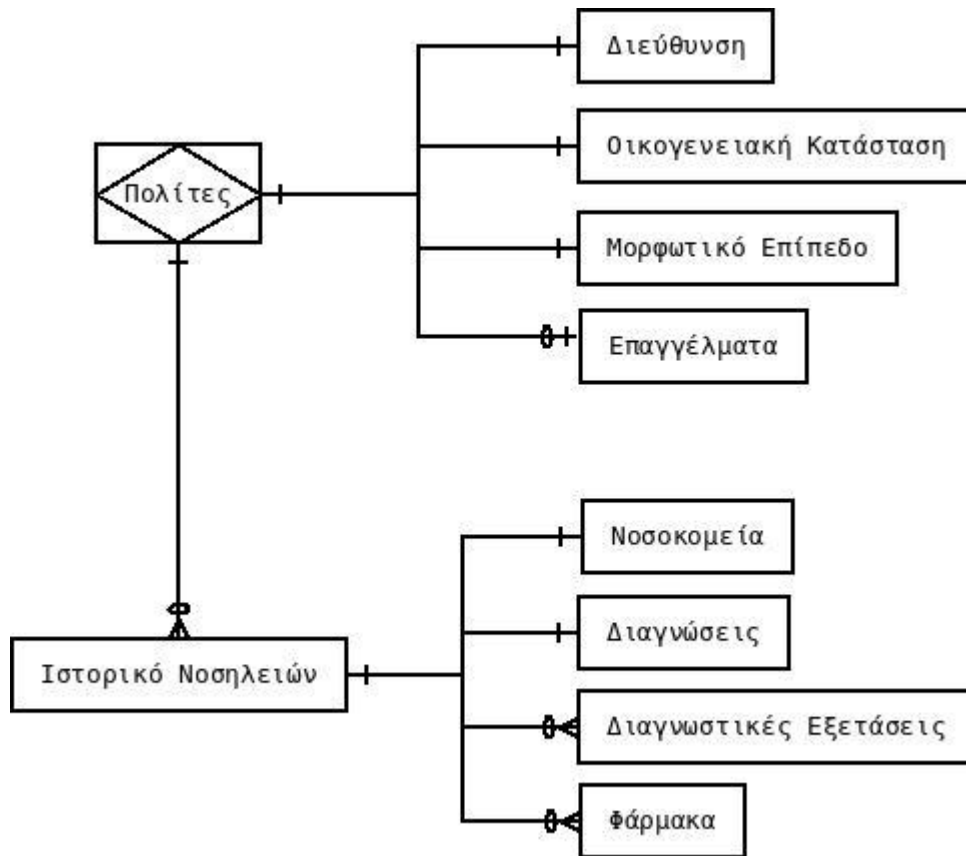 Διεύθυνση
Οικογενειακή Κατάσταση
Πολίτες
Μορφωτικό Επίπεδο
Επαγγέλματα
Νοσοκομεία
Διαγνώσεις
Ιστορικό Νοσηλειών
Διαγνωστικές Εξετάσεις
Φάρμακα